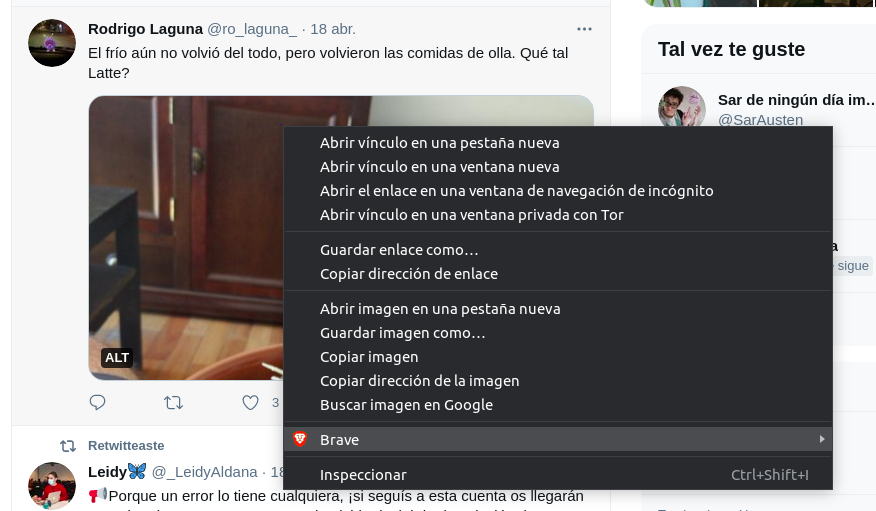 Rodrigo Laguna @ro_laguna_ · 18 abr.
El frío aún no volvió del todo, pero volvieron las comidas de olla. Qué tal
Latte?
ALT
3
Retwitteaste
Leidy🦋 @_LeidyAldana · 18
📢Porque un error lo tiene cualquiera, ¡si seguís a esta cuenta os llegarán
Abrir vínculo en una pestaña nueva
Abrir vínculo en una ventana nueva
Abrir el enlace en una ventana de navegación de incógnito
Abrir vínculo en una ventana privada con Tor
Guardar enlace como...
Copiar dirección de enlace
Abrir imagen en una pestaña nueva
Guardar imagen como...
Copiar imagen
Copiar dirección de la imagen
Buscar imagen en Google
Brave
Inspeccionar Ctrl+Shift+I
Tal vez te guste
Sar de ningún día im...
@SarAusten
a
sigue